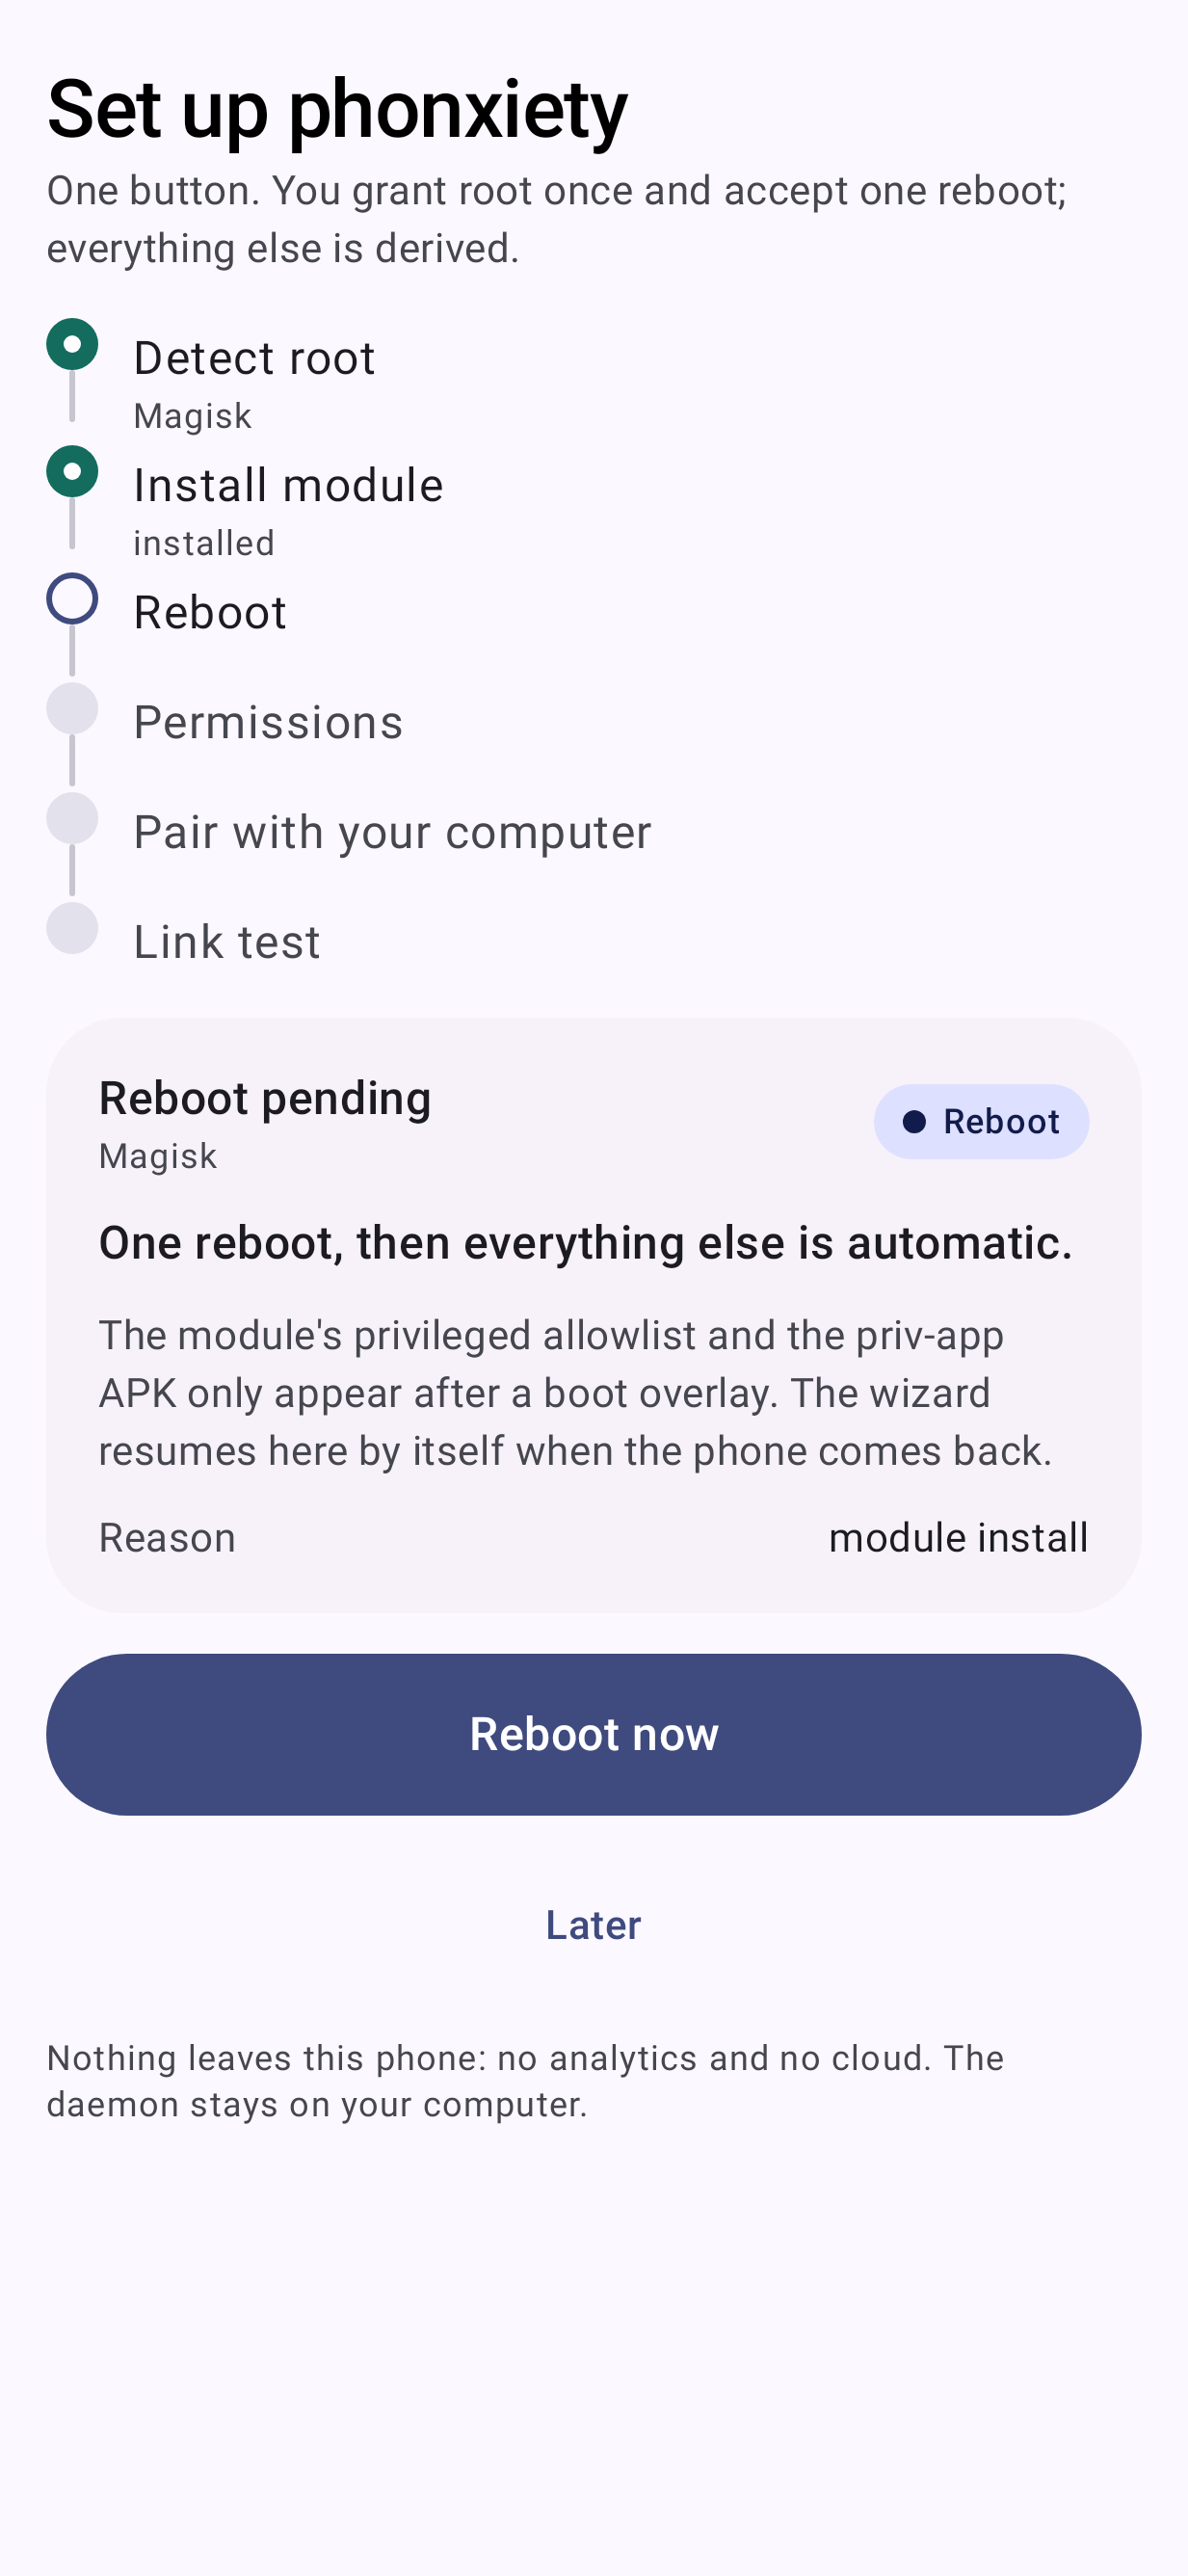 Set up phonxiety
One button. You grant root once and accept one reboot;
everything else is derived.
Detect root
Magisk
Install module
installed
Reboot
Permissions
Pair with your computer
Link test
Reboot pending
Magisk
Reboot
One reboot, then everything else is automatic.
The module's privileged allowlist and the priv-app
APK only appear after a boot overlay. The wizard
resumes here by itself when the phone comes back.
Reason module install
Reboot now
Later
Nothing leaves this phone: no analytics and no cloud. The
daemon stays on your computer.